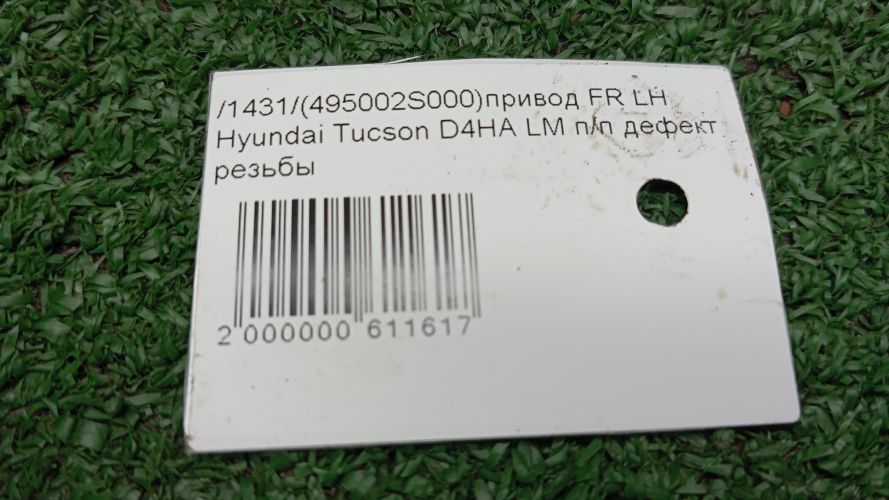 /1431/(495002S000)привод FR LH
Hyundai Tucson D4HA LM п/п дефект
резьбы
2 000000 611617